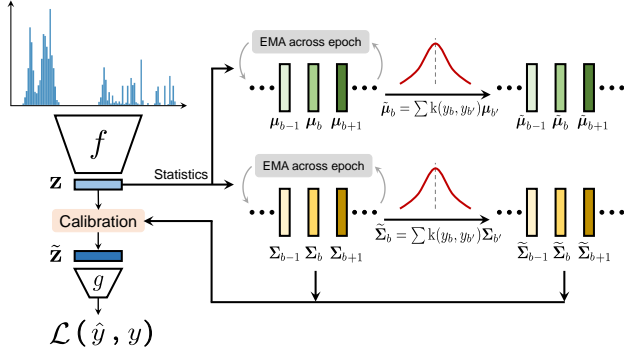 EMA across epoch
μ_{b-1} μ_b μ_{b+1}
μ̃_b = ∑ k(y_b, y_{b'})μ_{b'}
μ̃_{b-1} μ̃_b μ̃_{b+1}
f
z
Statistics
EMA across epoch
Calibration
Σ_{b-1} Σ_b Σ_{b+1}
Σ̃_b = ∑ k(y_b, y_{b'})Σ_{b'}
Σ̃_{b-1} Σ̃_b Σ̃_{b+1}
z̃
g
ℒ(ŷ, y)